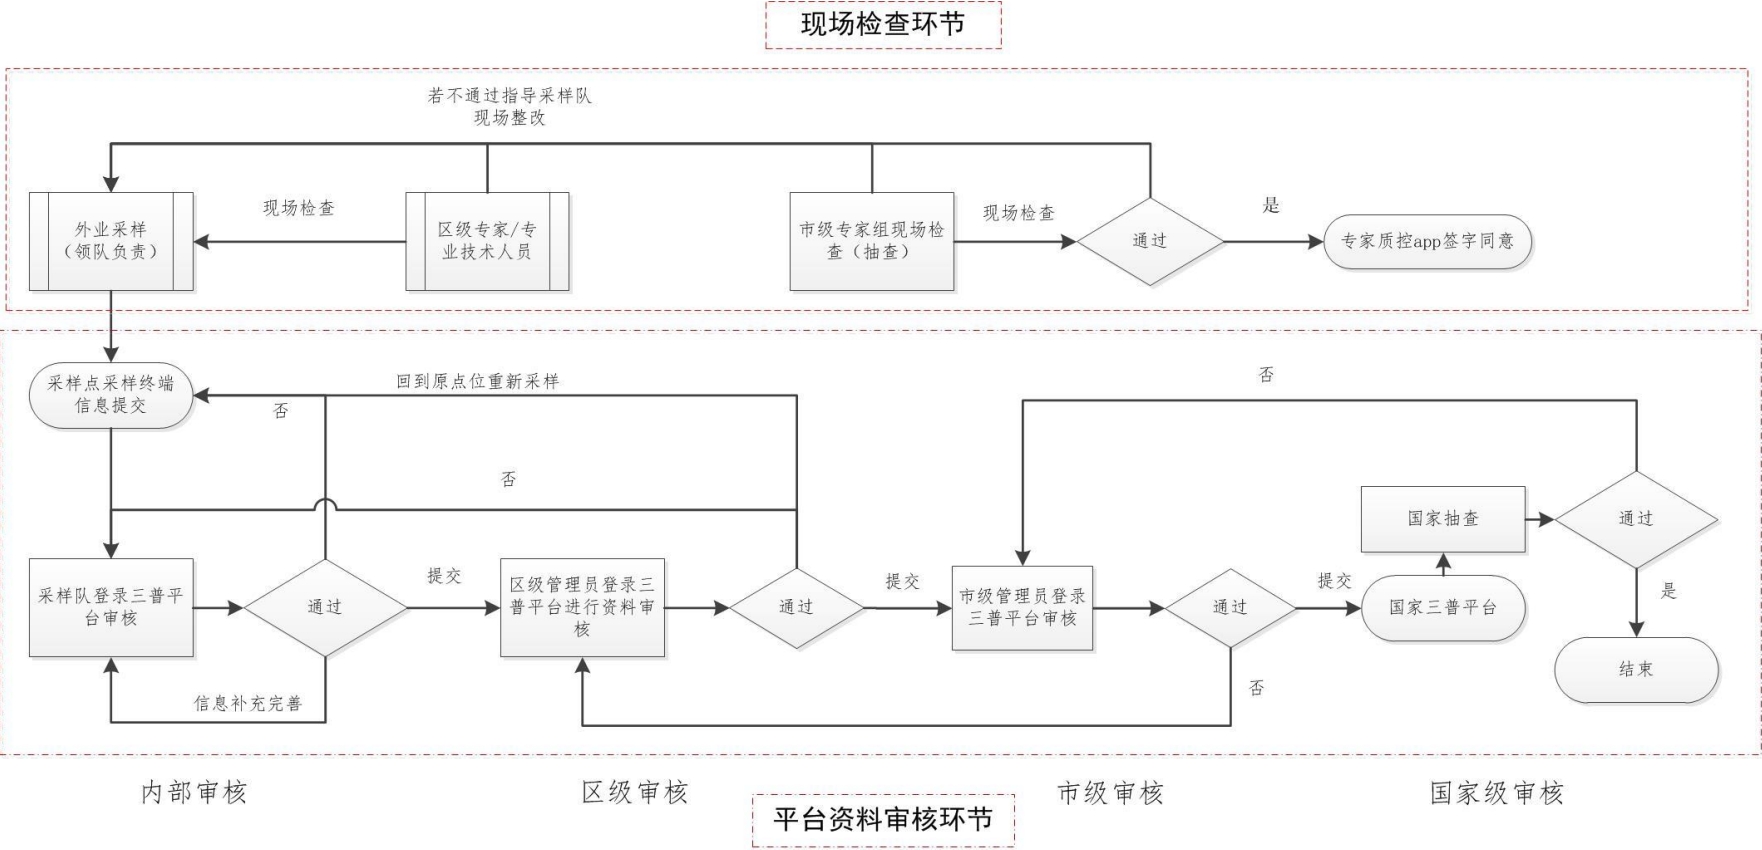 现场检查环节
若不通过指导采样队
现场整改
外业采样
（领队负责）
现场检查
区级专家/专
业技术人员
市级专家组现场检
查（抽查）
现场检查
通过
是
专家质控app签字同意
采样点采样终端
信息提交
回到原点位重新采样
否
否
否
采样队登录三普平
台审核
通过
提交
区级管理员登录三
普平台进行资料审
核
通过
提交
市级管理员登录
三普平台审核
通过
提交
国家抽查
通过
国家三普平台
是
结束
信息补充完善
否
内部审核
区级审核
市级审核
国家级审核
平台资料审核环节